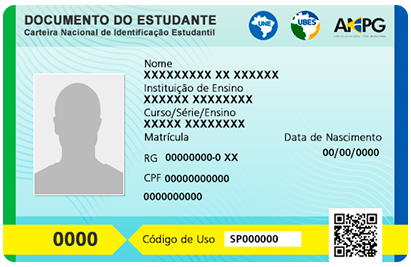 DOCUMENTO DO ESTUDANTE
Carteira Nacional de Identificação Estudantil
UNE
UBES
ANPG
Nome
XXXXXXXXX XX XXXXXX
Instituição de Ensino
XXXXXX XXXXXXXX
Curso/Série/Ensino
XXXXX XXXXXXXX
Matrícula
Data de Nascimento
RG 00000000-0 XX
00/00/0000
CPF 00000000000
0000000000
0000
Código de Uso SP000000